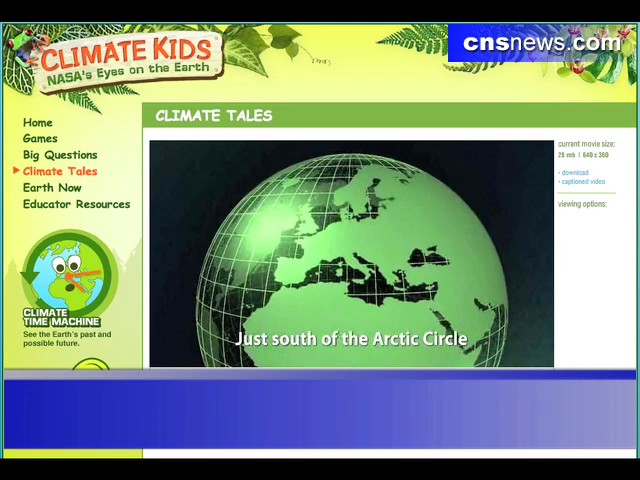 CLIMATE KIDS
NASA's Eyes on the Earth
cnsnews.com
CLIMATE TALES
Home
Games
Big Questions
Climate Tales
Earth Now
Educator Resources
current movie size:
28 mb | 640 x 360
download
captioned video
viewing options:
Just south of the Arctic Circle
CLIMATE
TIME MACHINE
See the Earth's past and
possible future.